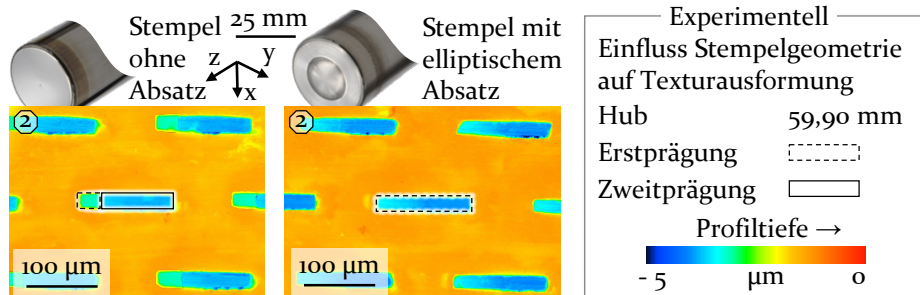 Stempel
ohne
Absatz
25 mm
z
y
x
Stempel mit
elliptischem
Absatz
2
100 µm
2
100 µm
Experimentell
Einfluss Stempelgeometrie
auf Texturausformung
Hub 59,90 mm
Erstprägung
Zweitprägung
Profiltiefe →
- 5 µm 0